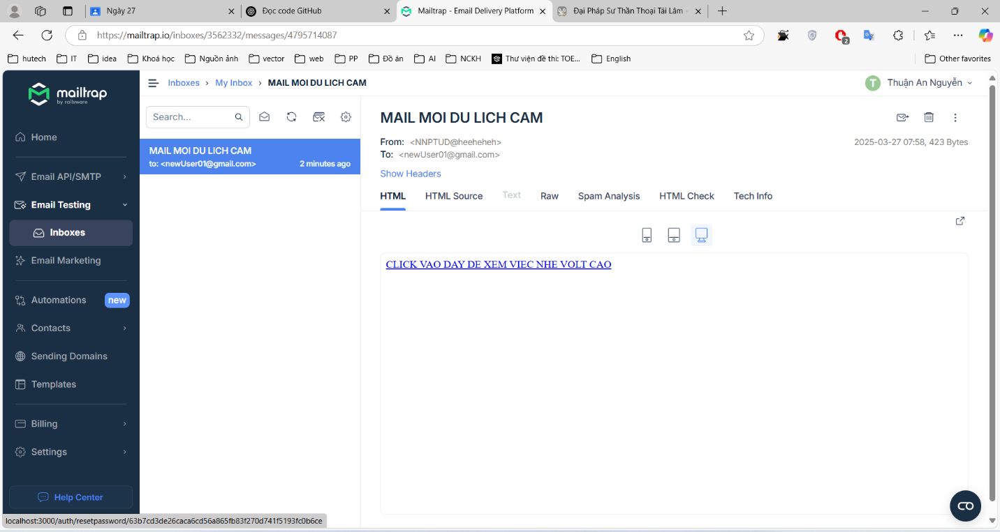 Ngày 27
Đọc code GitHub
Mailtrap - Email Delivery Platform
Đại Pháp Sư Thần Thoại Tái Lâm -
https://mailtrap.io/inboxes/3562332/messages/4795714087
2
hutech
IT
idea
Khoá học
Nguồn ảnh
vector
web
PP
Đồ án
AI
NCKH
Thư viện đề thi: TOE...
English
Other favorites
mailtrap
by railsware
Home
Email API/SMTP
Email Testing
Inboxes
Email Marketing
Automations new
Contacts
Sending Domains
Templates
Billing
Settings
Help Center
Inboxes › My Inbox › MAIL MOI DU LICH CAM
T Thuận An Nguyễn
Search...
MAIL MOI DU LICH CAM
to: <newUser01@gmail.com> 2 minutes ago
MAIL MOI DU LICH CAM
From: <NNPTUD@heeheheh>
2025-03-27 07:58, 423 Bytes
To: <newUser01@gmail.com>
Show Headers
HTML HTML Source Text Raw Spam Analysis HTML Check Tech Info
CLICK VAO DAY DE XEM VIEC NHE VOLT CAO
localhost:3000/auth/resetpassword/63b7cd3de26caca6cd56a865fb83f270d741f5193fc0b6ce